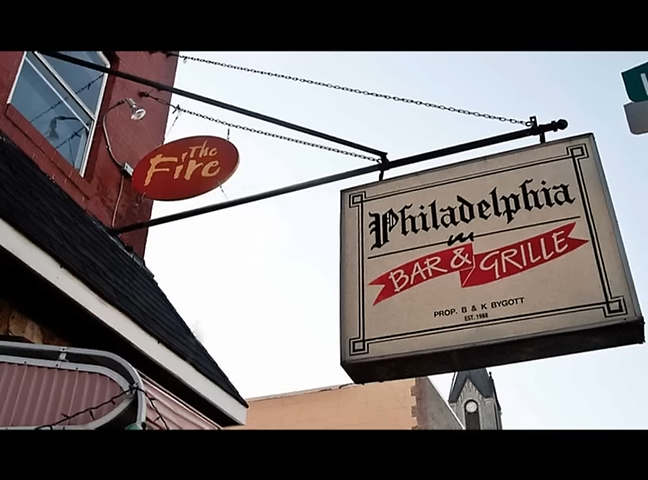 The
Fire
Philadelphia
BAR & GRILLE
PROP. B & K BYGOTT
EST. 1988